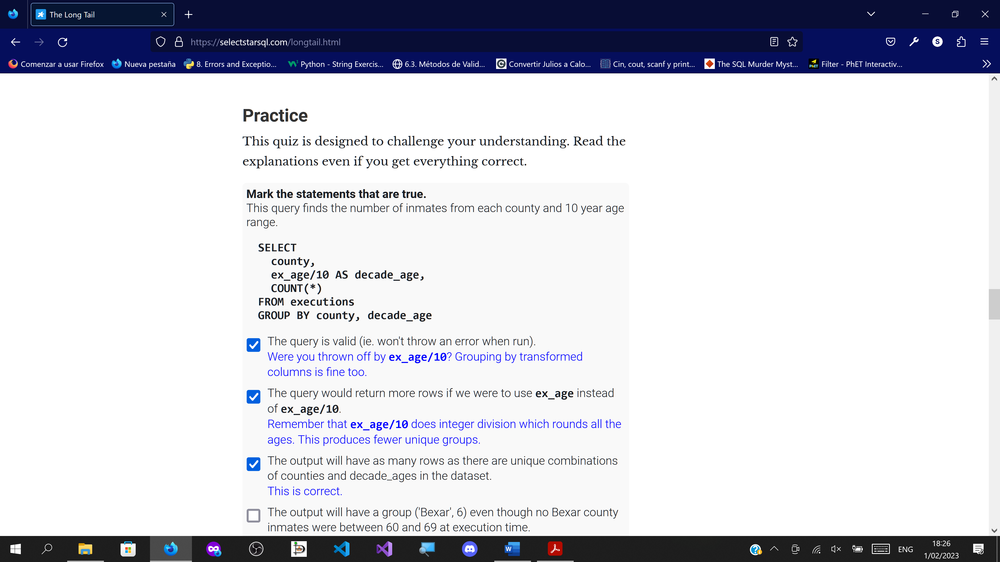 The Long Tail
https://selectstarsql.com/longtail.html
S
Comenzar a usar Firefox Nueva pestaña 8. Errors and Exceptio... Python - String Exercis... 6.3. Métodos de Valid... Convertir Julios a Calo... Cin, cout, scanf y print... The SQL Murder Myst... PhET Filter - PhET Interactiv...
Practice
This quiz is designed to challenge your understanding. Read the
explanations even if you get everything correct.
Mark the statements that are true.
This query finds the number of inmates from each county and 10 year age
range.
SELECT
county,
ex_age/10 AS decade_age,
COUNT(*)
FROM executions
GROUP BY county, decade_age
The query is valid (ie. won't throw an error when run).
Were you thrown off by ex_age/10? Grouping by transformed
columns is fine too.
The query would return more rows if we were to use ex_age instead
of ex_age/10.
Remember that ex_age/10 does integer division which rounds all the
ages. This produces fewer unique groups.
The output will have as many rows as there are unique combinations
of counties and decade_ages in the dataset.
This is correct.
The output will have a group ('Bexar', 6) even though no Bexar county
inmates were between 60 and 69 at execution time.
ENG
18:26
1/02/2023